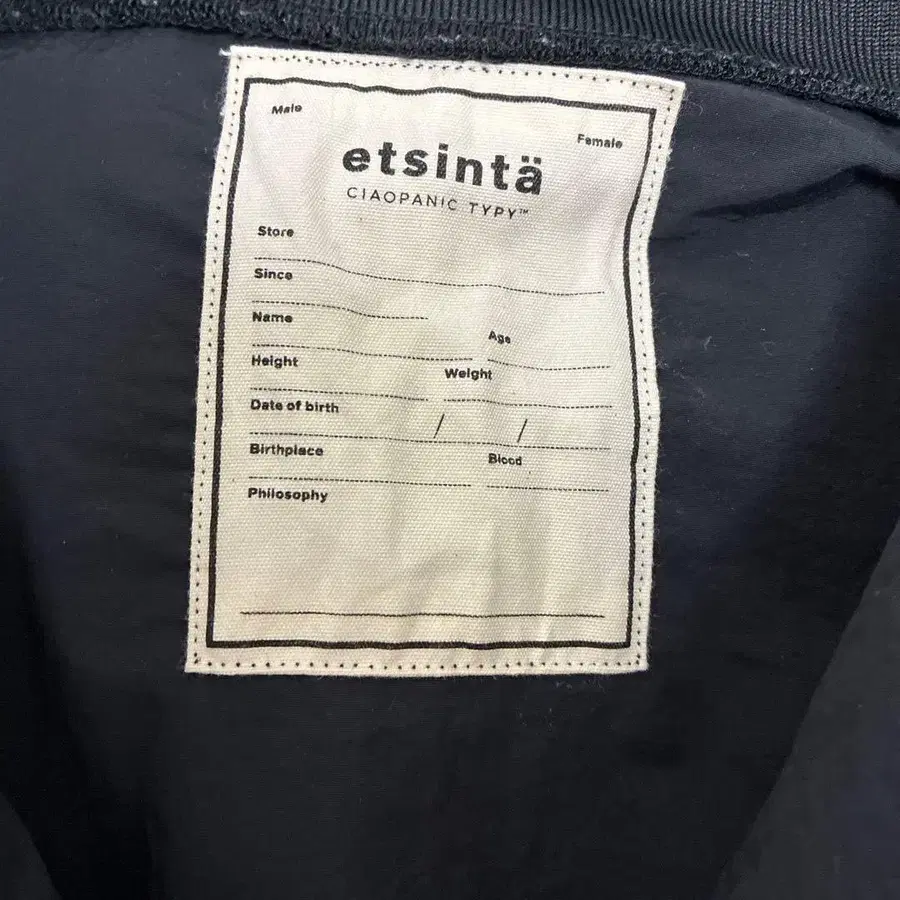 Male
Female
etsintä
CIAOPANIC TYPY™
Store
Since
Name
Age
Height
Weight
Date of birth / /
Birthplace
Blood
Philosophy